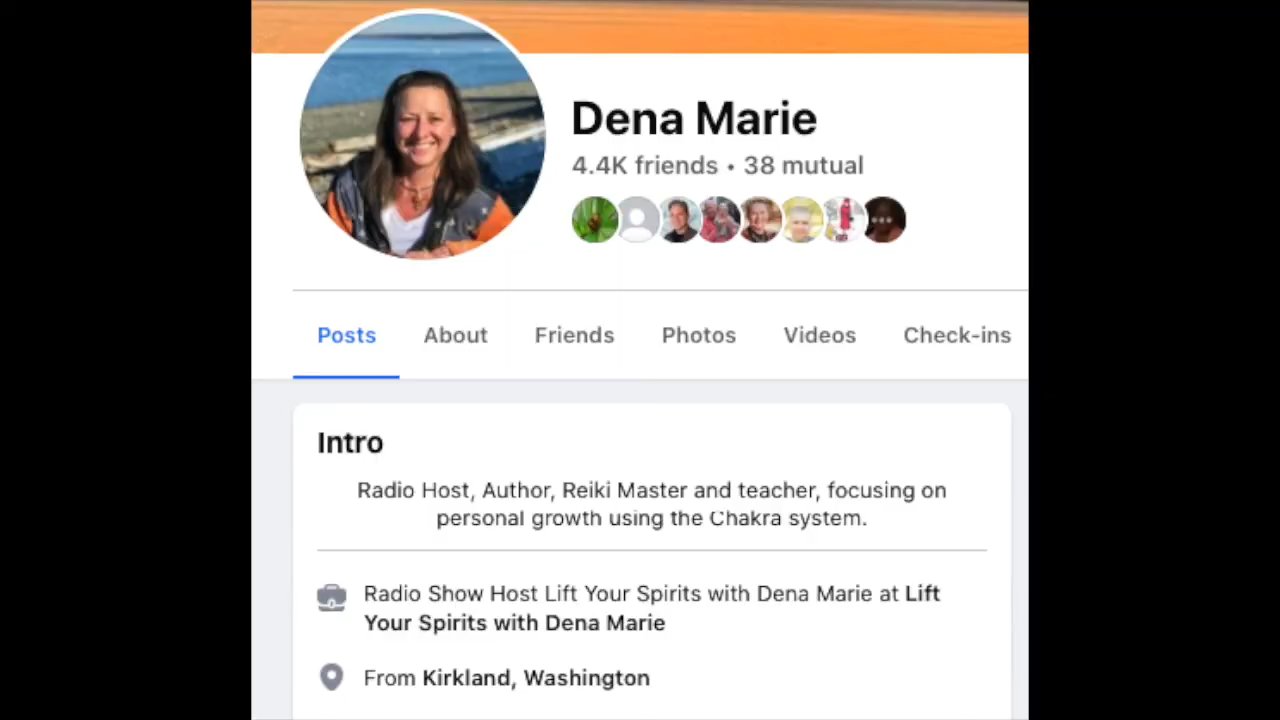 Dena Marie
4.4K friends • 38 mutual
Posts
About
Friends
Photos
Videos
Check-ins
Intro
Radio Host, Author, Reiki Master and teacher, focusing on
personal growth using the Chakra system.
Radio Show Host Lift Your Spirits with Dena Marie at Lift
Your Spirits with Dena Marie
From Kirkland, Washington